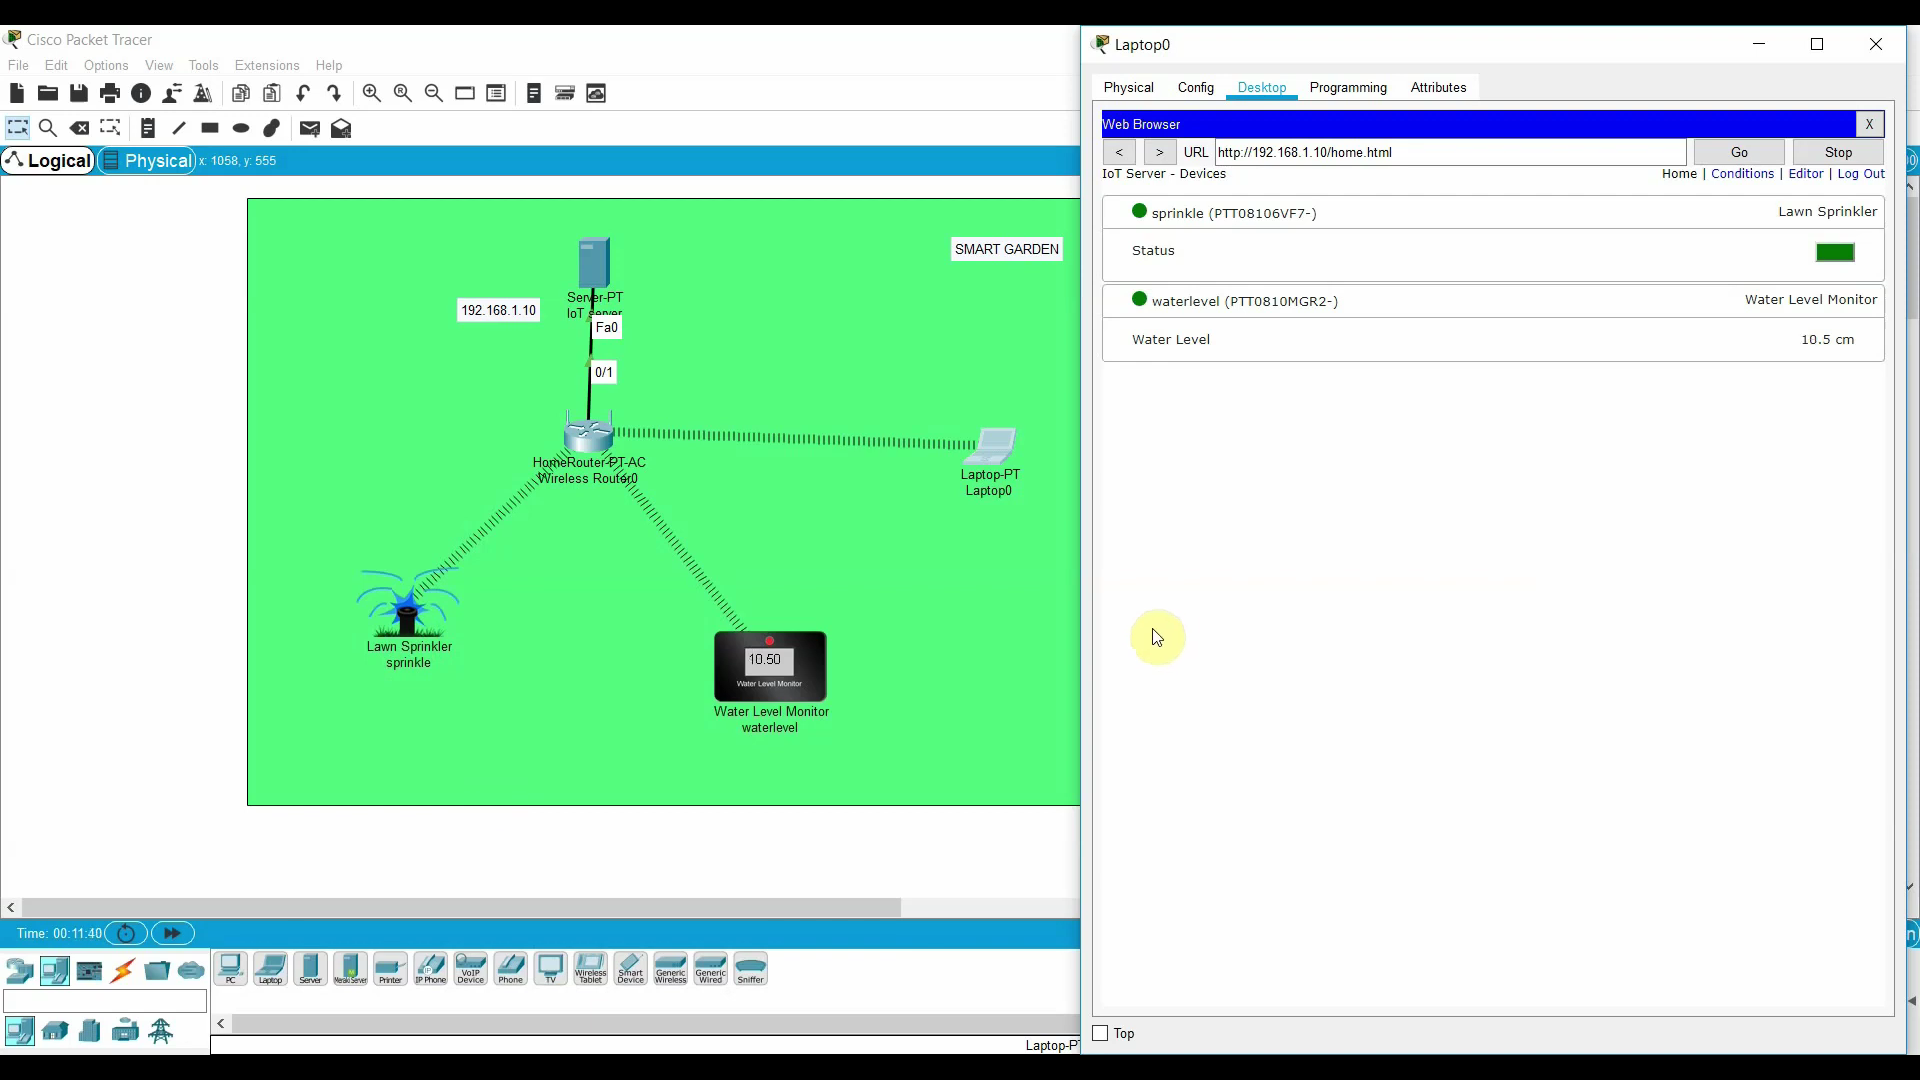 Cisco Packet Tracer
File Edit Options View Tools Extensions Help
Logical Physical x: 1058, y: 555
SMART GARDEN
Server-PT
IoT server
192.168.1.10
Fa0
0/1
HomeRouter-PT-AC
Wireless Router0
Laptop-PT
Laptop0
Lawn Sprinkler
sprinkle
10.50
Water Level Monitor
Water Level Monitor
waterlevel
Time: 00:11:40
PC Laptop Server Meraki Server Printer IP Phone VoIP Device Phone TV Wireless Tablet Smart Device Generic Wireless Generic Wired Sniffer
Laptop-PT
Laptop0
Physical Config Desktop Programming Attributes
Web Browser X
< > URL http://192.168.1.10/home.html Go Stop
IoT Server - Devices Home | Conditions | Editor | Log Out
sprinkle (PTT08106VF7-) Lawn Sprinkler
Status
waterlevel (PTT0810MGR2-) Water Level Monitor
Water Level 10.5 cm
Top